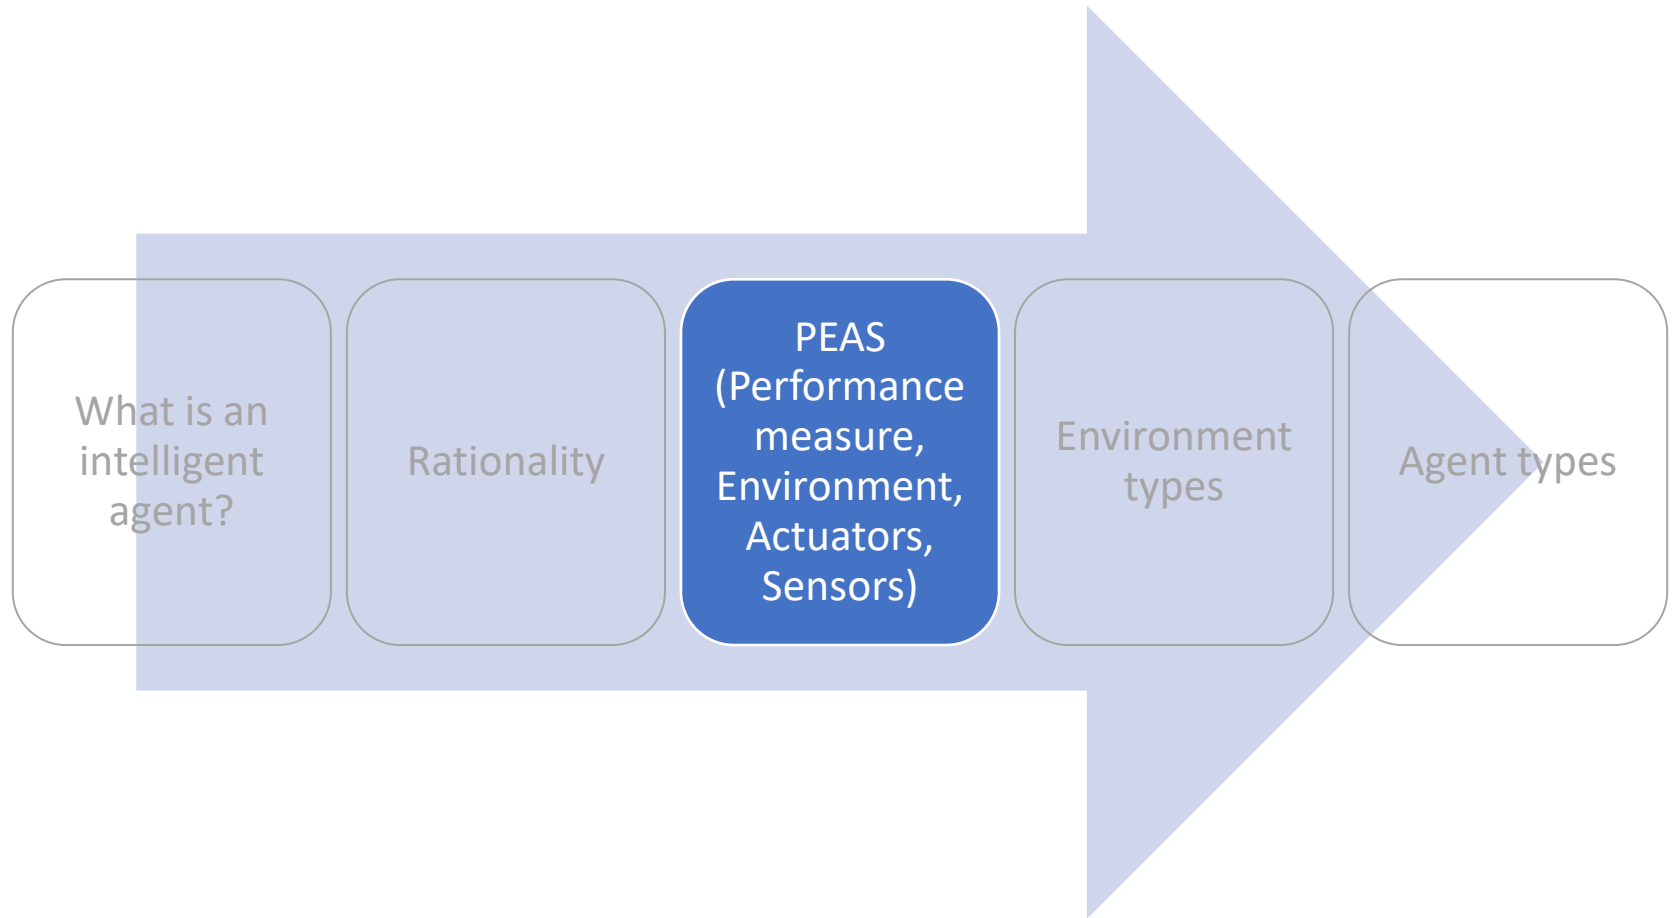 What is an
intelligent
agent?
Rationality
PEAS
(Performance
measure,
Environment,
Actuators,
Sensors)
Environment
types
Agent types